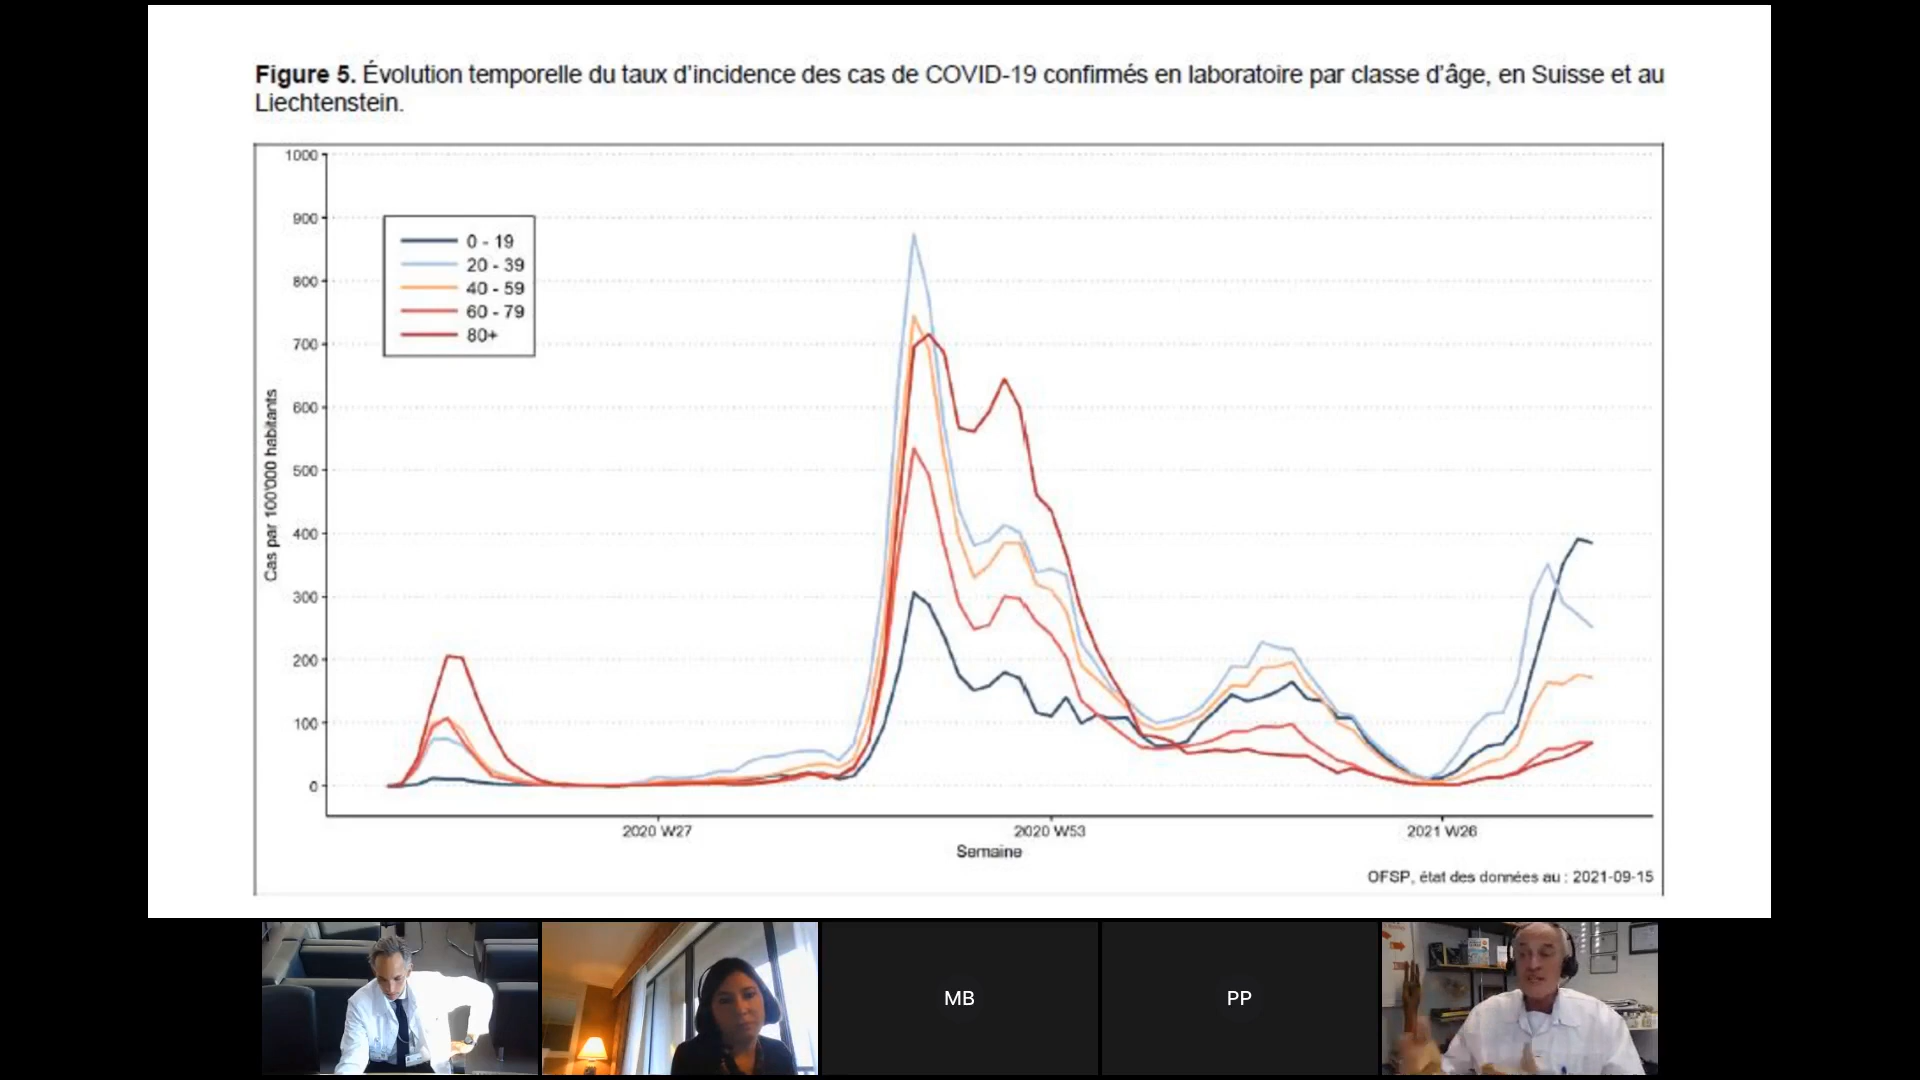 Figure 5. Évolution temporelle du taux d'incidence des cas de COVID-19 confirmés en laboratoire par classe d'âge, en Suisse et au
Liechtenstein.
1000
900
800
700
600
500
400
300
200
100
0
Cas par 100'000 habitants
0 - 19
20 - 39
40 - 59
60 - 79
80+
2020 W27
2020 W53
2021 W26
Semaine
OFSP, état des données au : 2021-09-15
MB
PP